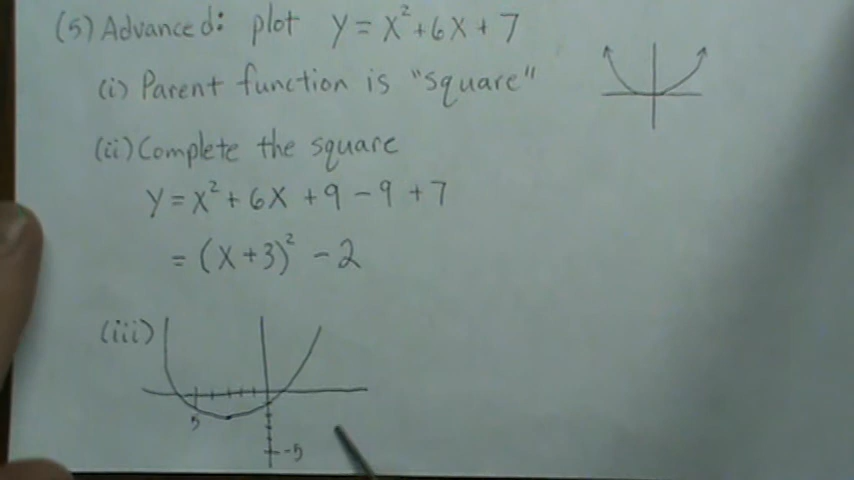 (5) Advanced: plot y = x² + 6x + 7
(i) Parent function is "square"
(ii) Complete the square
y = x² + 6x + 9 - 9 + 7
= (x + 3)² - 2
(iii)
5
-5